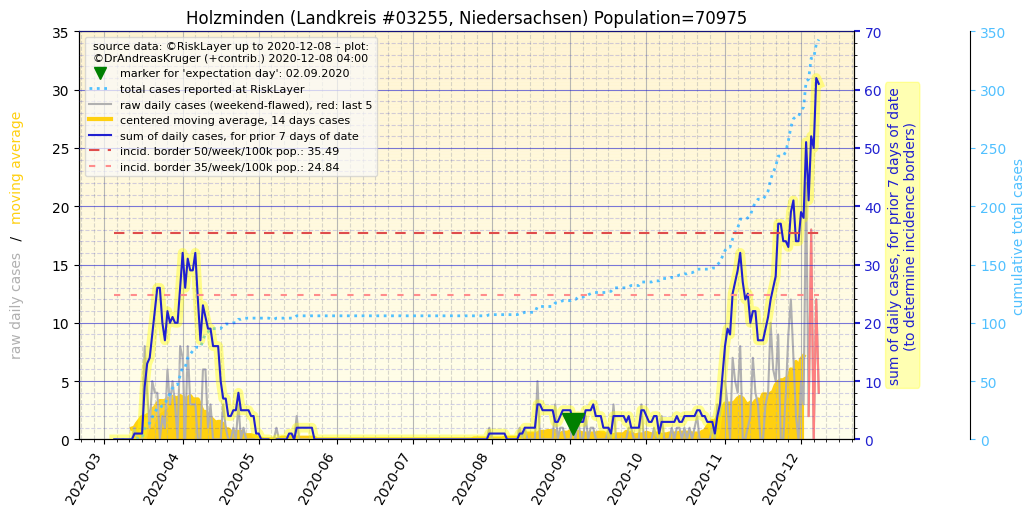 Holzminden (Landkreis #03255, Niedersachsen) Population=70975
source data: ©RiskLayer up to 2020-12-08 – plot:
©DrAndreasKruger (+contrib.) 2020-12-08 04:00
marker for 'expectation day': 02.09.2020
total cases reported at RiskLayer
raw daily cases (weekend-flawed), red: last 5
centered moving average, 14 days cases
sum of daily cases, for prior 7 days of date
incid. border 50/week/100k pop.: 35.49
incid. border 35/week/100k pop.: 24.84
raw daily cases / moving average
35
30
25
20
15
10
5
0
2020-03
2020-04
2020-05
2020-06
2020-07
2020-08
2020-09
2020-10
2020-11
2020-12
70
60
50
40
30
20
10
0
sum of daily cases, for prior 7 days of date
(to determine incidence borders)
350
300
250
200
150
100
50
0
cumulative total cases